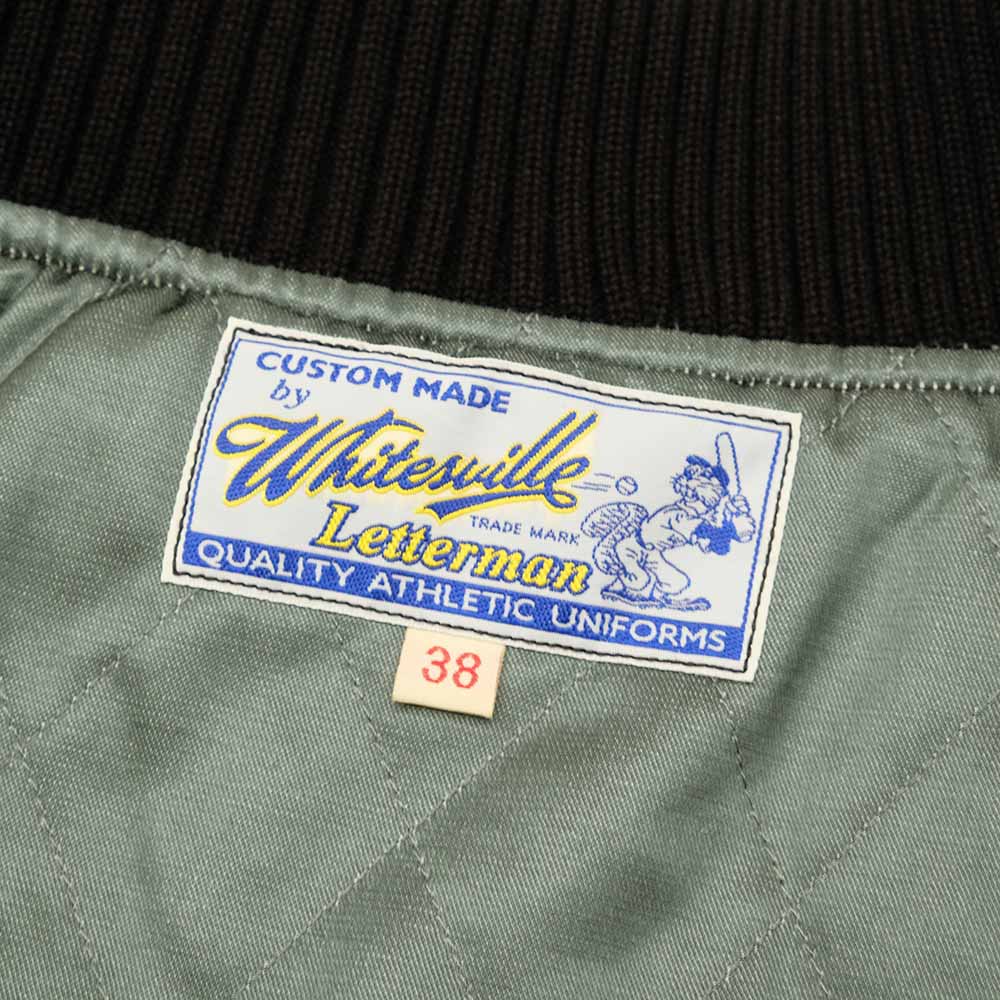 CUSTOM MADE
by
Whitesville
TRADE MARK
Letterman
QUALITY ATHLETIC UNIFORMS
38